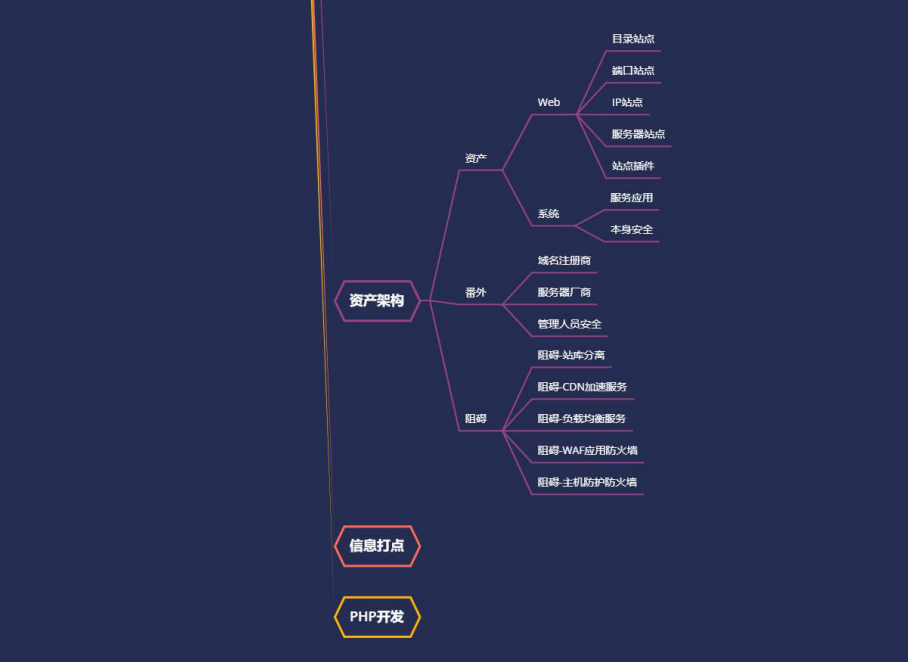 目录站点
端口站点
Web
IP站点
服务器站点
资产
站点插件
服务应用
系统
本身安全
域名注册商
番外
服务器厂商
资产架构
管理人员安全
阻碍-站库分离
阻碍-CDN加速服务
阻碍
阻碍-负载均衡服务
阻碍-WAF应用防火墙
阻碍-主机防护防火墙
信息打点
PHP开发